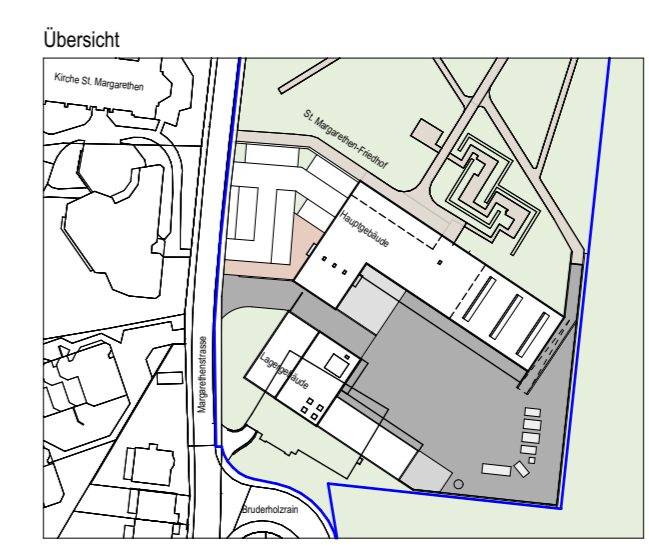 Übersicht
Kirche St. Margarethen
St. Margarethen-Friedhof
Hauptgebäude
Lagergebäude
Margarethenstrasse
Bruderholzrain